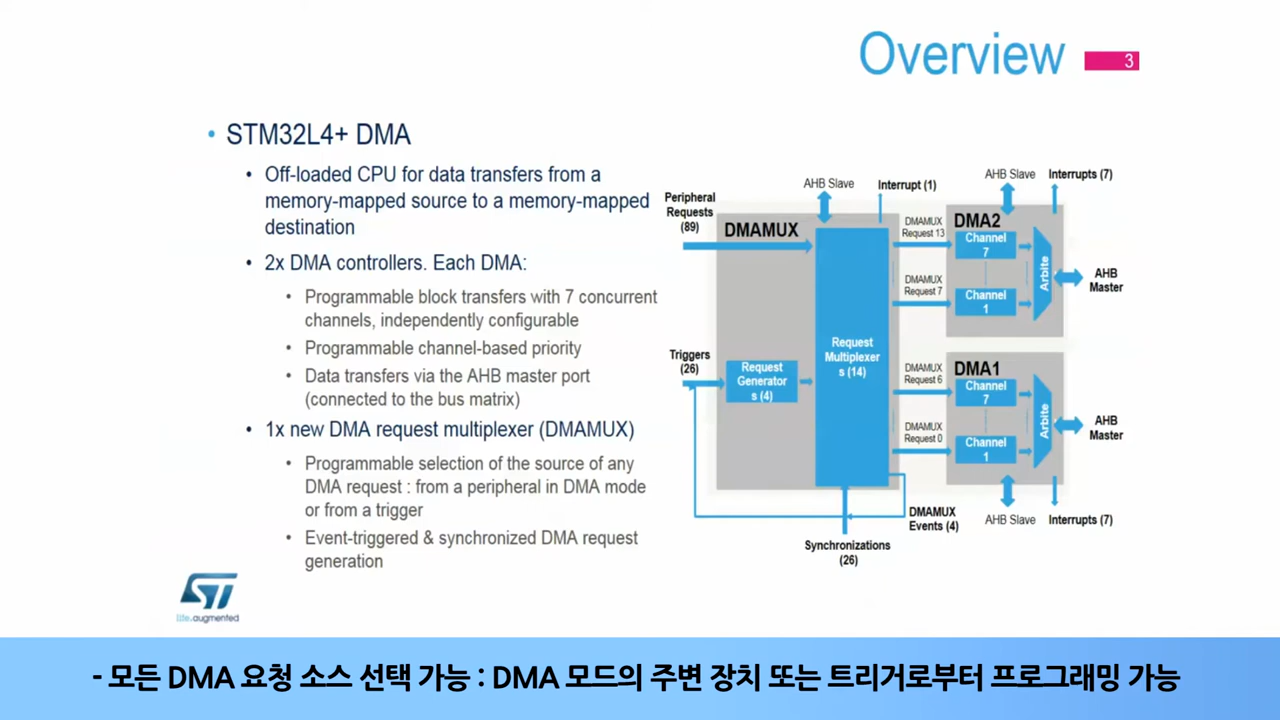 Overview
3
• STM32L4+ DMA
• Off-loaded CPU for data transfers from a
memory-mapped source to a memory-mapped
destination
• 2x DMA controllers. Each DMA:
• Programmable block transfers with 7 concurrent
channels, independently configurable
• Programmable channel-based priority
• Data transfers via the AHB master port
(connected to the bus matrix)
• 1x new DMA request multiplexer (DMAMUX)
• Programmable selection of the source of any
DMA request : from a peripheral in DMA mode
or from a trigger
• Event-triggered & synchronized DMA request
generation
Peripheral
Requests
(89)
AHB Slave
Interrupt (1)
DMAMUX
Triggers
(26)
Request
Generator
s (4)
Request
Multiplexer
s (14)
DMAMUX
Request 13
DMAMUX
Request 7
DMAMUX
Request 6
DMAMUX
Request 0
DMAMUX
Events (4)
Synchronizations
(26)
AHB Slave
Interrupts (7)
DMA2
Channel
7
Channel
1
Arbite
AHB
Master
DMA1
Channel
7
Channel
1
Arbite
AHB
Master
AHB Slave
Interrupts (7)
ST
life.augmented
- 모든 DMA 요청 소스 선택 가능 : DMA 모드의 주변 장치 또는 트리거로부터 프로그래밍 가능